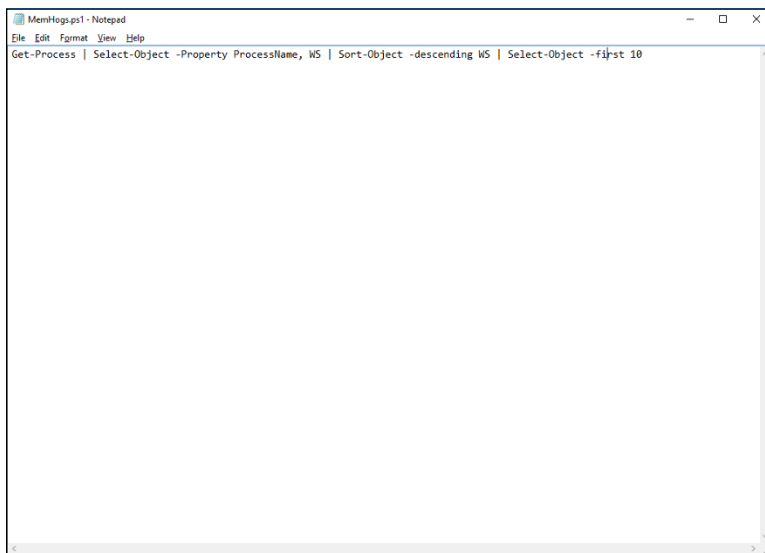 MemHogs.ps1 - Notepad
File Edit Format View Help
Get-Process | Select-Object -Property ProcessName, WS | Sort-Object -descending WS | Select-Object -first 10